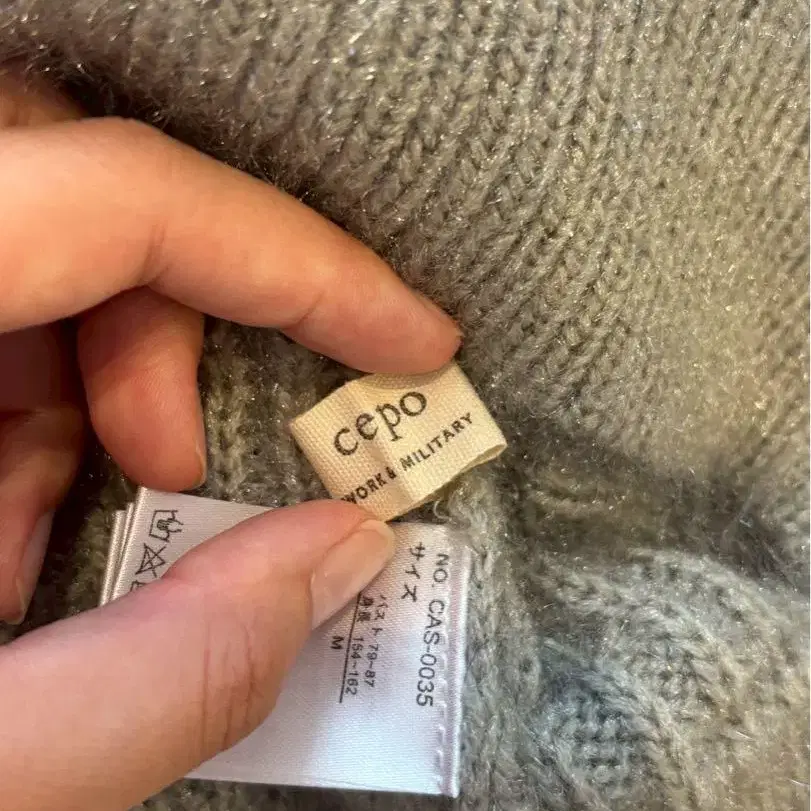 cepo
WORK & MILITARY
NO. CAS-0035
サイズ
バスト 79~87
身長 154~162
M